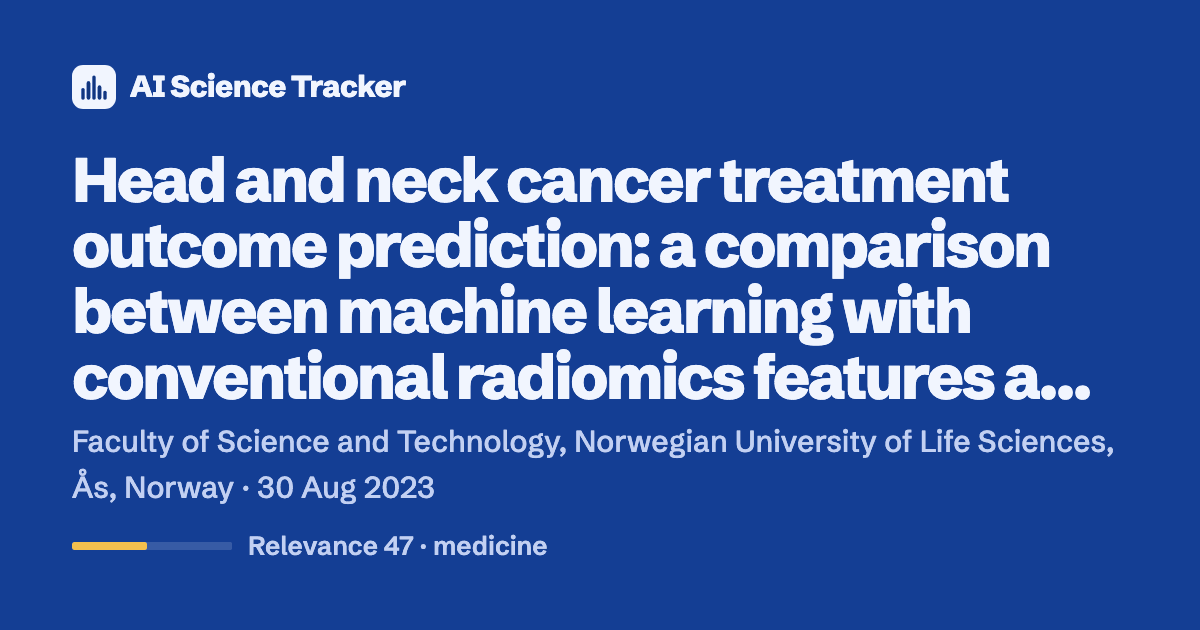 AI Science Tracker
Head and neck cancer treatment
outcome prediction: a comparison
between machine learning with
conventional radiomics features a...
Faculty of Science and Technology, Norwegian University of Life Sciences,
Ås, Norway · 30 Aug 2023
Relevance 47 · medicine